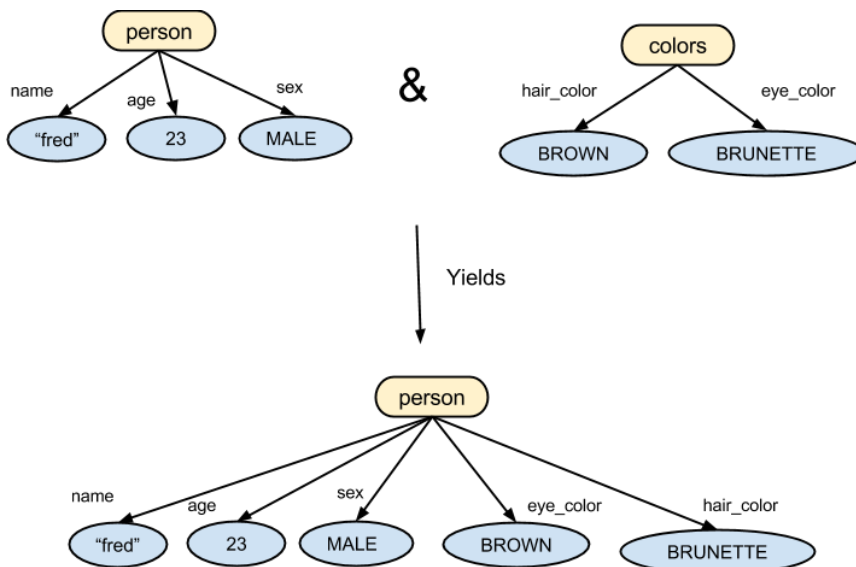 person
colors
&
name
age
sex
hair_color
eye_color
“fred”
23
MALE
BROWN
BRUNETTE
Yields
person
name
age
sex
eye_color
hair_color
“fred”
23
MALE
BROWN
BRUNETTE